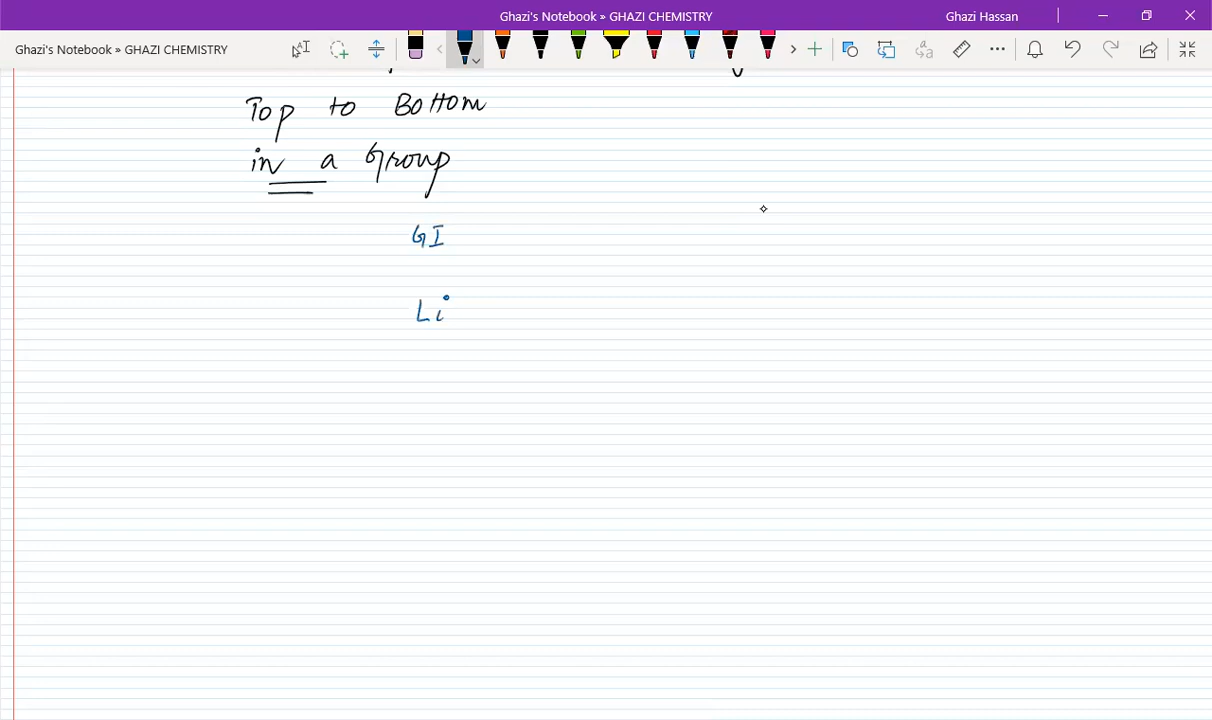 Ghazi's Notebook » GHAZI CHEMISTRY
Ghazi Hassan
Ghazi's Notebook » GHAZI CHEMISTRY
Top to Bottom
in a Group
GI
Li